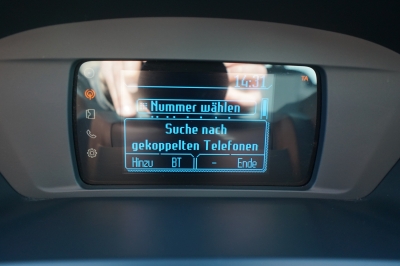 Nummer wählen
Suche nach
gekoppelten Telefonen
Hinzu BT - Ende